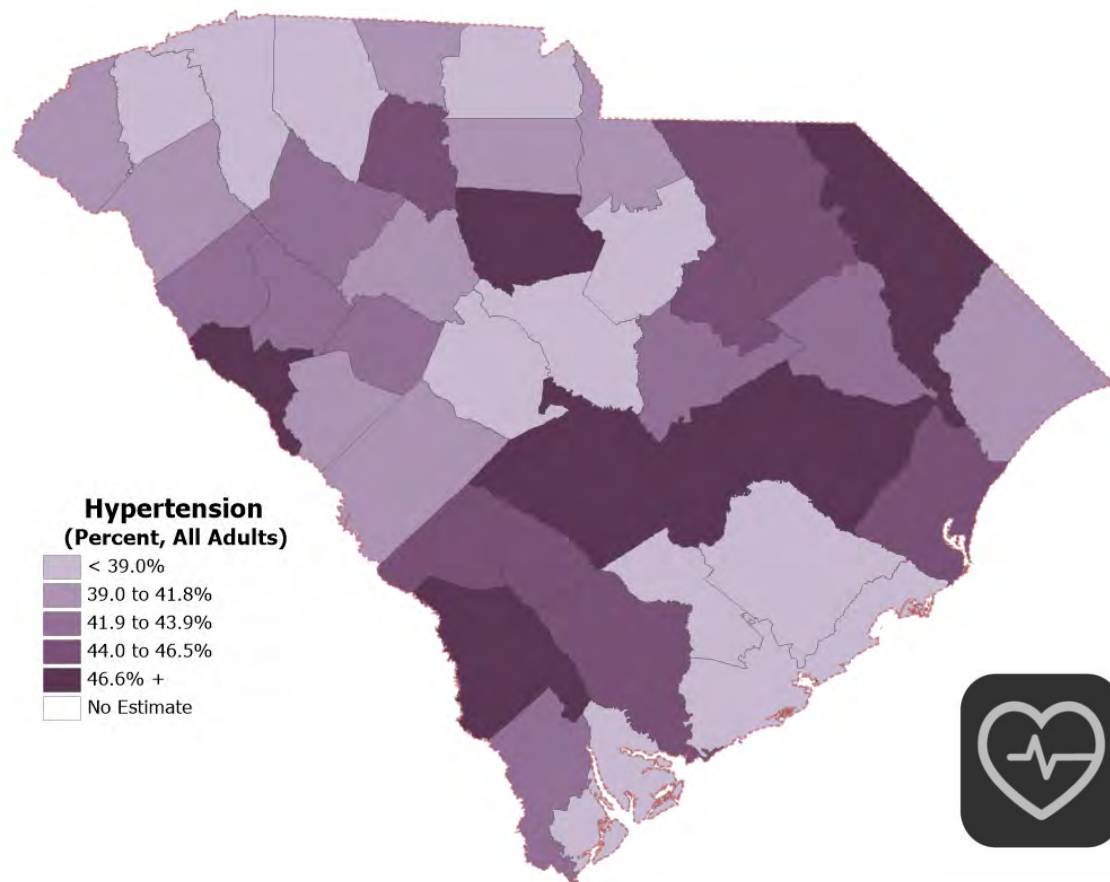 Hypertension
(Percent, All Adults)
< 39.0%
39.0 to 41.8%
41.9 to 43.9%
44.0 to 46.5%
46.6% +
No Estimate